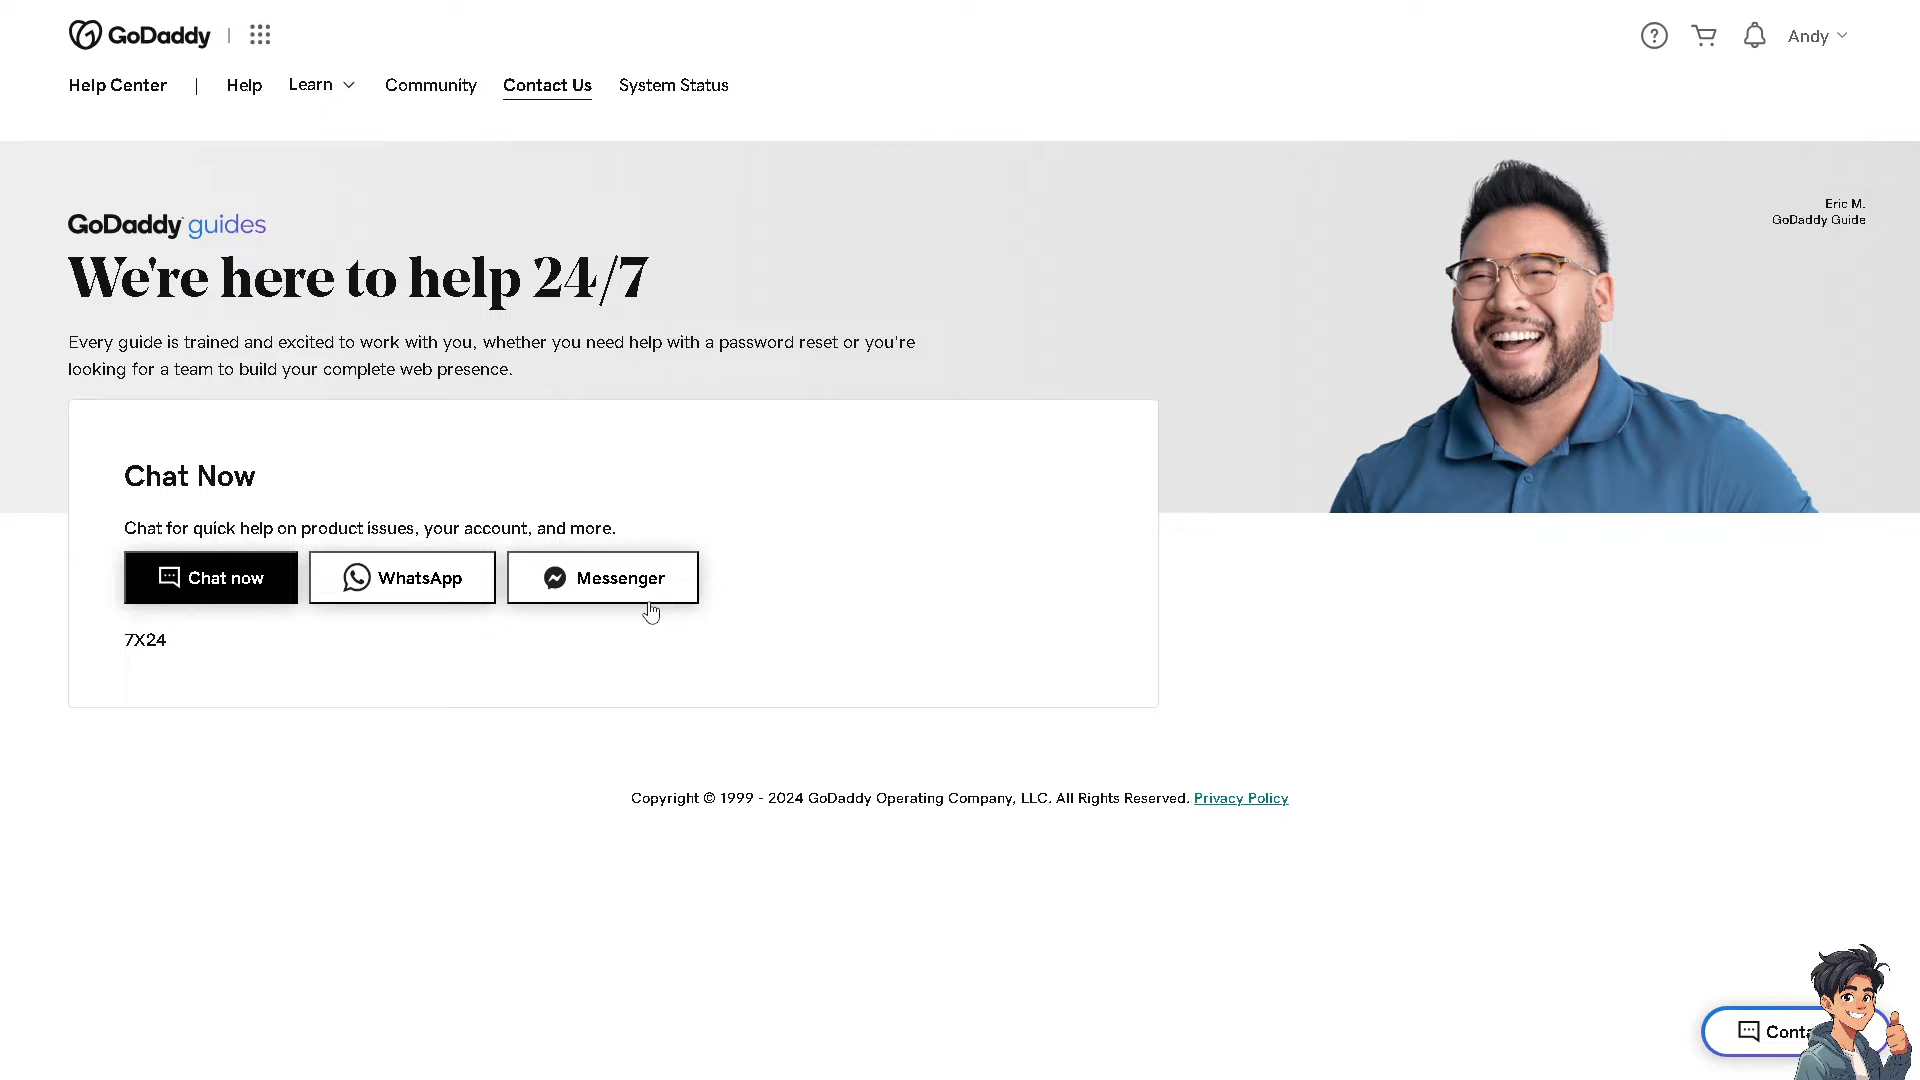 GoDaddy
Andy
Help Center | Help Learn Community Contact Us System Status
Eric M.
GoDaddy Guide
GoDaddy guides
We're here to help 24/7
Every guide is trained and excited to work with you, whether you need help with a password reset or you're
looking for a team to build your complete web presence.
Chat Now
Chat for quick help on product issues, your account, and more.
Chat now
WhatsApp
Messenger
7X24
Copyright © 1999 - 2024 GoDaddy Operating Company, LLC. All Rights Reserved. Privacy Policy